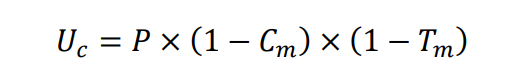 U_c = P × (1 − C_m) × (1 − T_m)